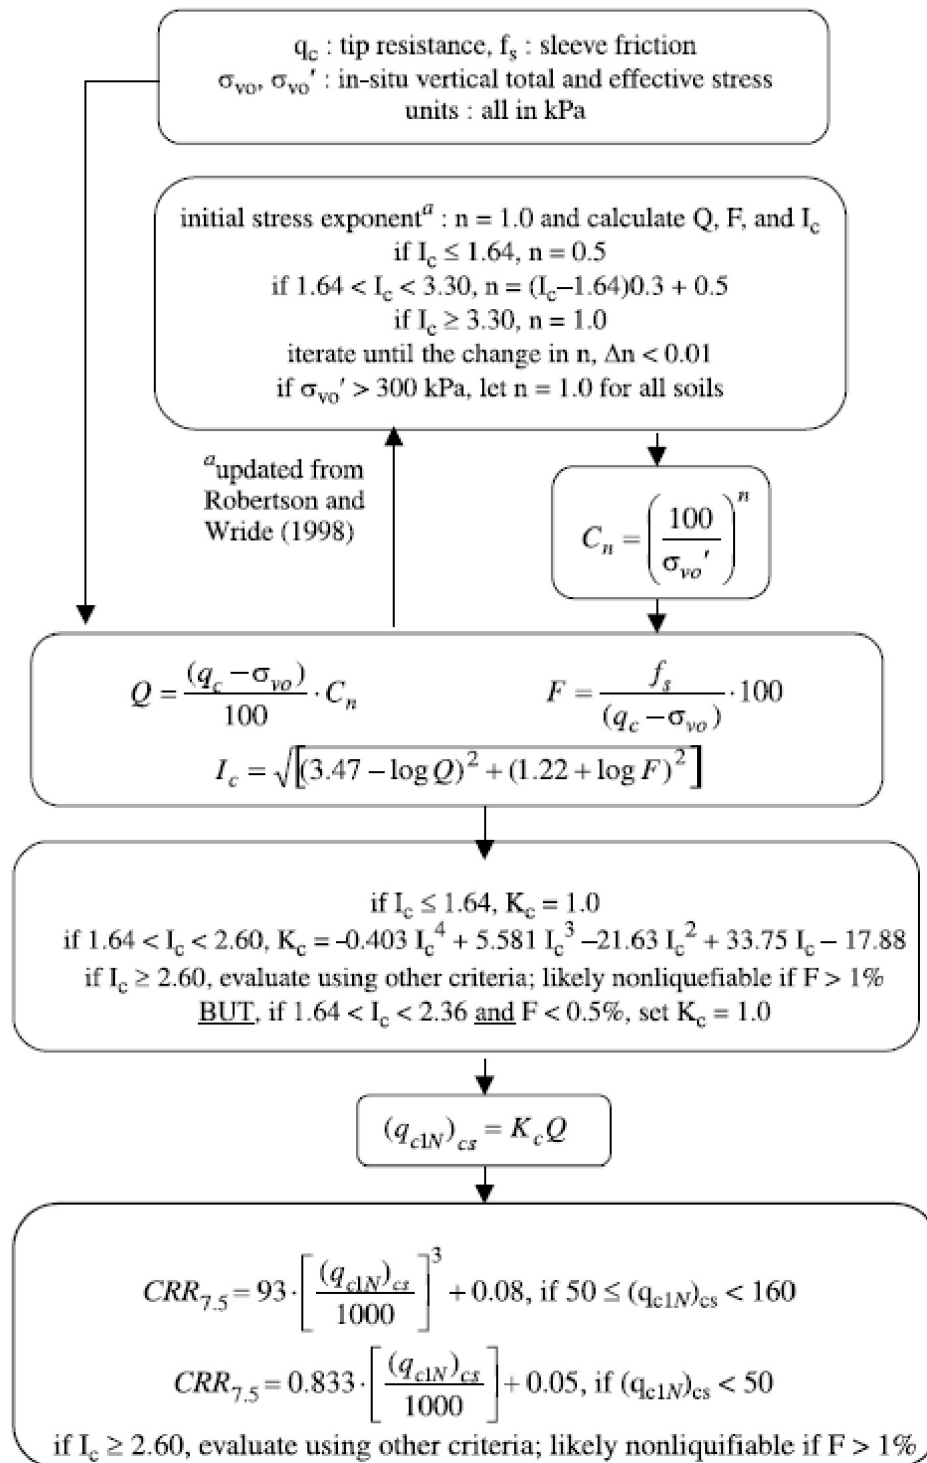 q_c : tip resistance, f_s : sleeve friction
σ_vo, σ_vo′ : in-situ vertical total and effective stress
units : all in kPa
initial stress exponent^a : n = 1.0 and calculate Q, F, and I_c
if I_c ≤ 1.64, n = 0.5
if 1.64 < I_c < 3.30, n = (I_c–1.64)0.3 + 0.5
if I_c ≥ 3.30, n = 1.0
iterate until the change in n, Δn < 0.01
if σ_vo′ > 300 kPa, let n = 1.0 for all soils
^a updated from
Robertson and
Wride (1998)
C_n = (100 / σ_vo′)^n
Q = (q_c – σ_vo) / 100 · C_n
F = f_s / (q_c – σ_vo) · 100
I_c = √[(3.47 – log Q)^2 + (1.22 + log F)^2]
if I_c ≤ 1.64, K_c = 1.0
if 1.64 < I_c < 2.60, K_c = –0.403 I_c^4 + 5.581 I_c^3 –21.63 I_c^2 + 33.75 I_c – 17.88
if I_c ≥ 2.60, evaluate using other criteria; likely nonliquefiable if F > 1%
BUT, if 1.64 < I_c < 2.36 and F < 0.5%, set K_c = 1.0
(q_c1N)_cs = K_c Q
CRR_7.5 = 93 · [(q_c1N)_cs / 1000]^3 + 0.08, if 50 ≤ (q_c1N)_cs < 160
CRR_7.5 = 0.833 · [(q_c1N)_cs / 1000] + 0.05, if (q_c1N)_cs < 50
if I_c ≥ 2.60, evaluate using other criteria; likely nonliquifiable if F > 1%